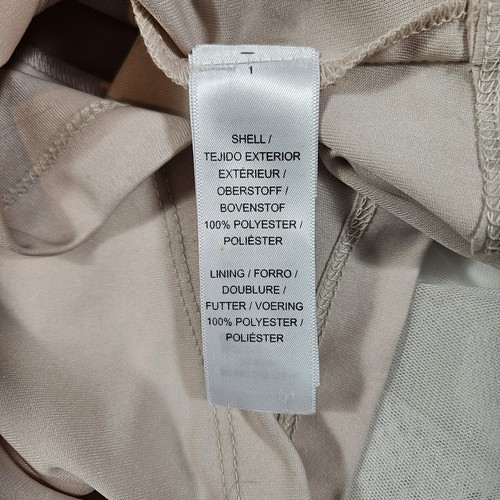 1
SHELL /
TEJIDO EXTERIOR
EXTÉRIEUR /
OBERSTOFF /
BOVENSTOF
100% POLYESTER /
POLIÉSTER
LINING / FORRO /
DOUBLURE /
FUTTER / VOERING
100% POLYESTER /
POLIÉSTER